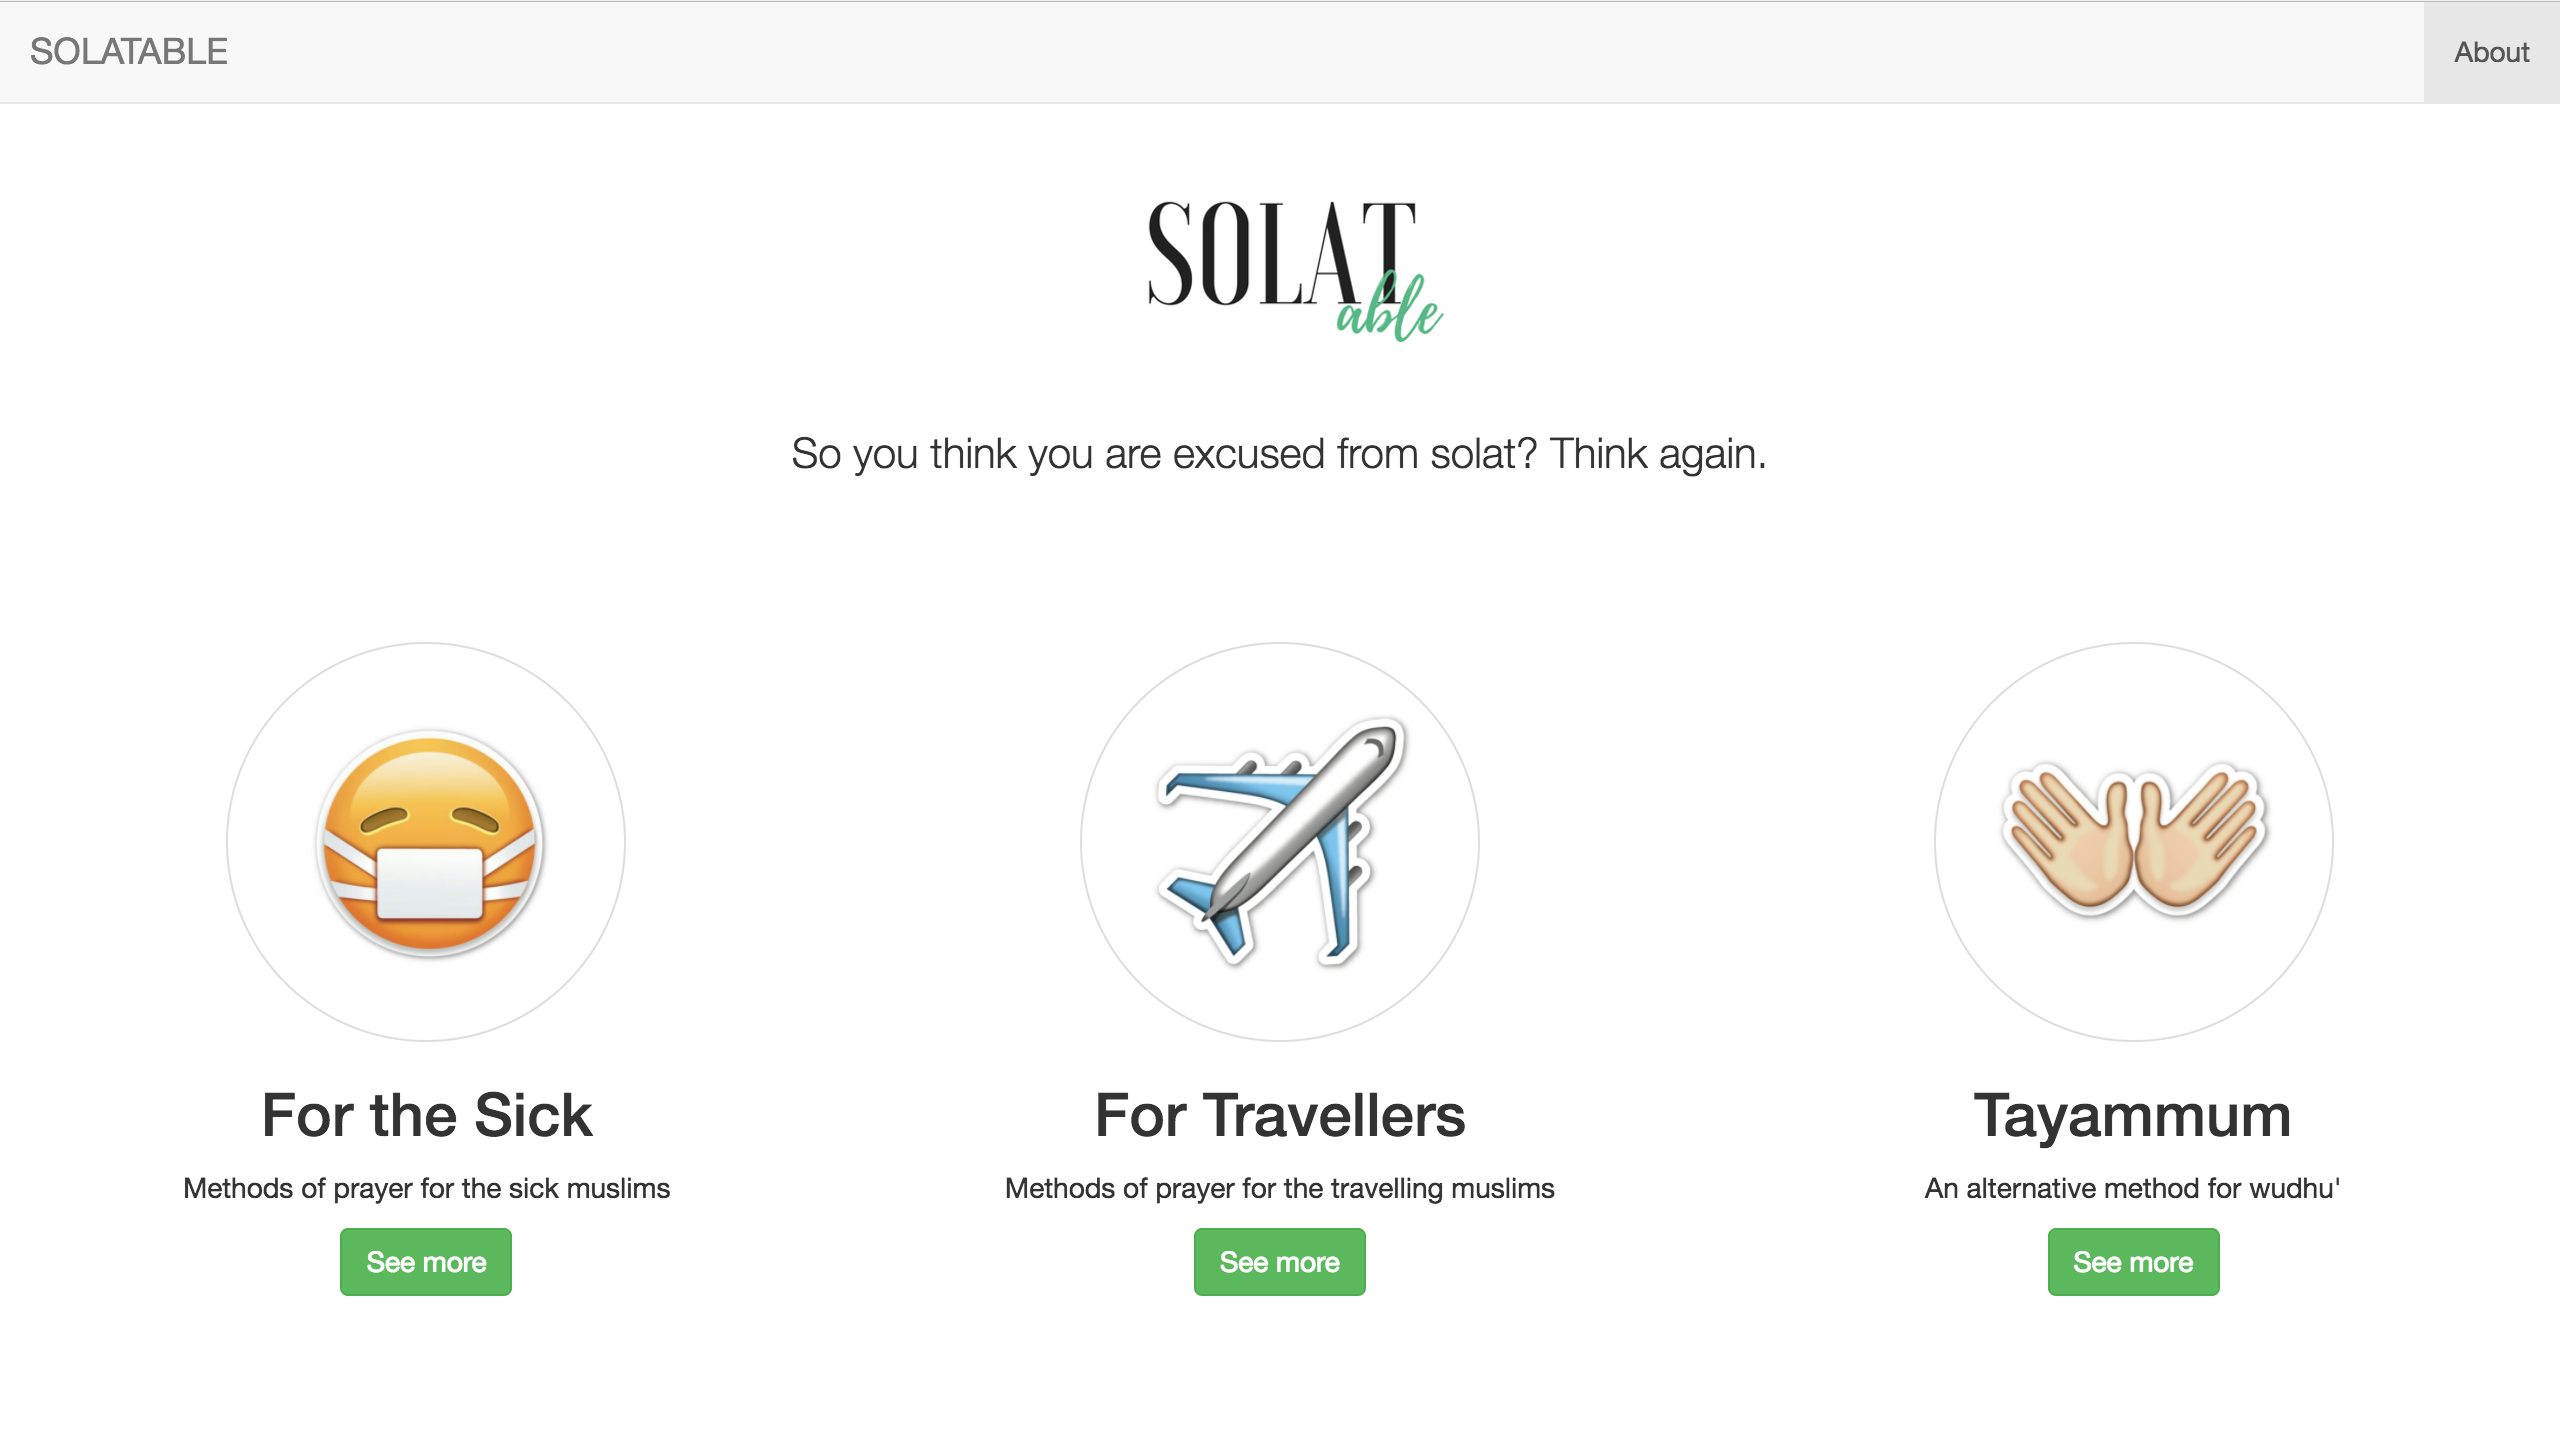 SOLATABLE
About
SOLAT
able
So you think you are excused from solat? Think again.
For the Sick
For Travellers
Tayammum
Methods of prayer for the sick muslims
Methods of prayer for the travelling muslims
An alternative method for wudhu'
See more
See more
See more